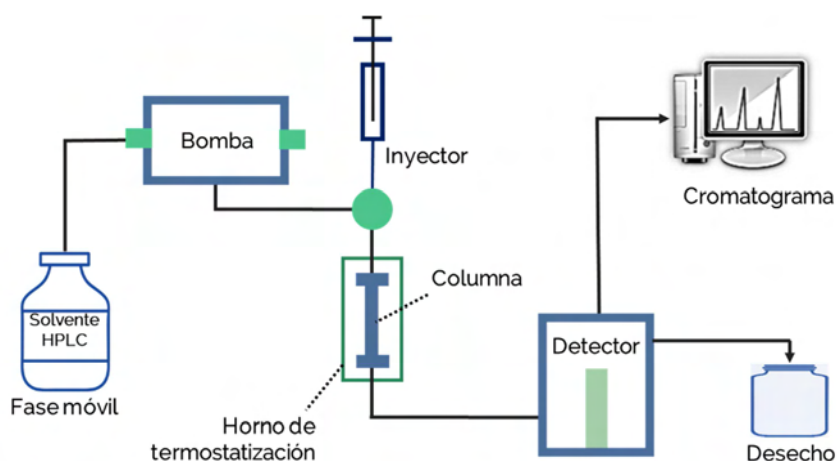 Bomba
Inyector
Cromatograma
Solvente
HPLC
Fase móvil
Columna
Horno de
termostatización
Detector
Desecho